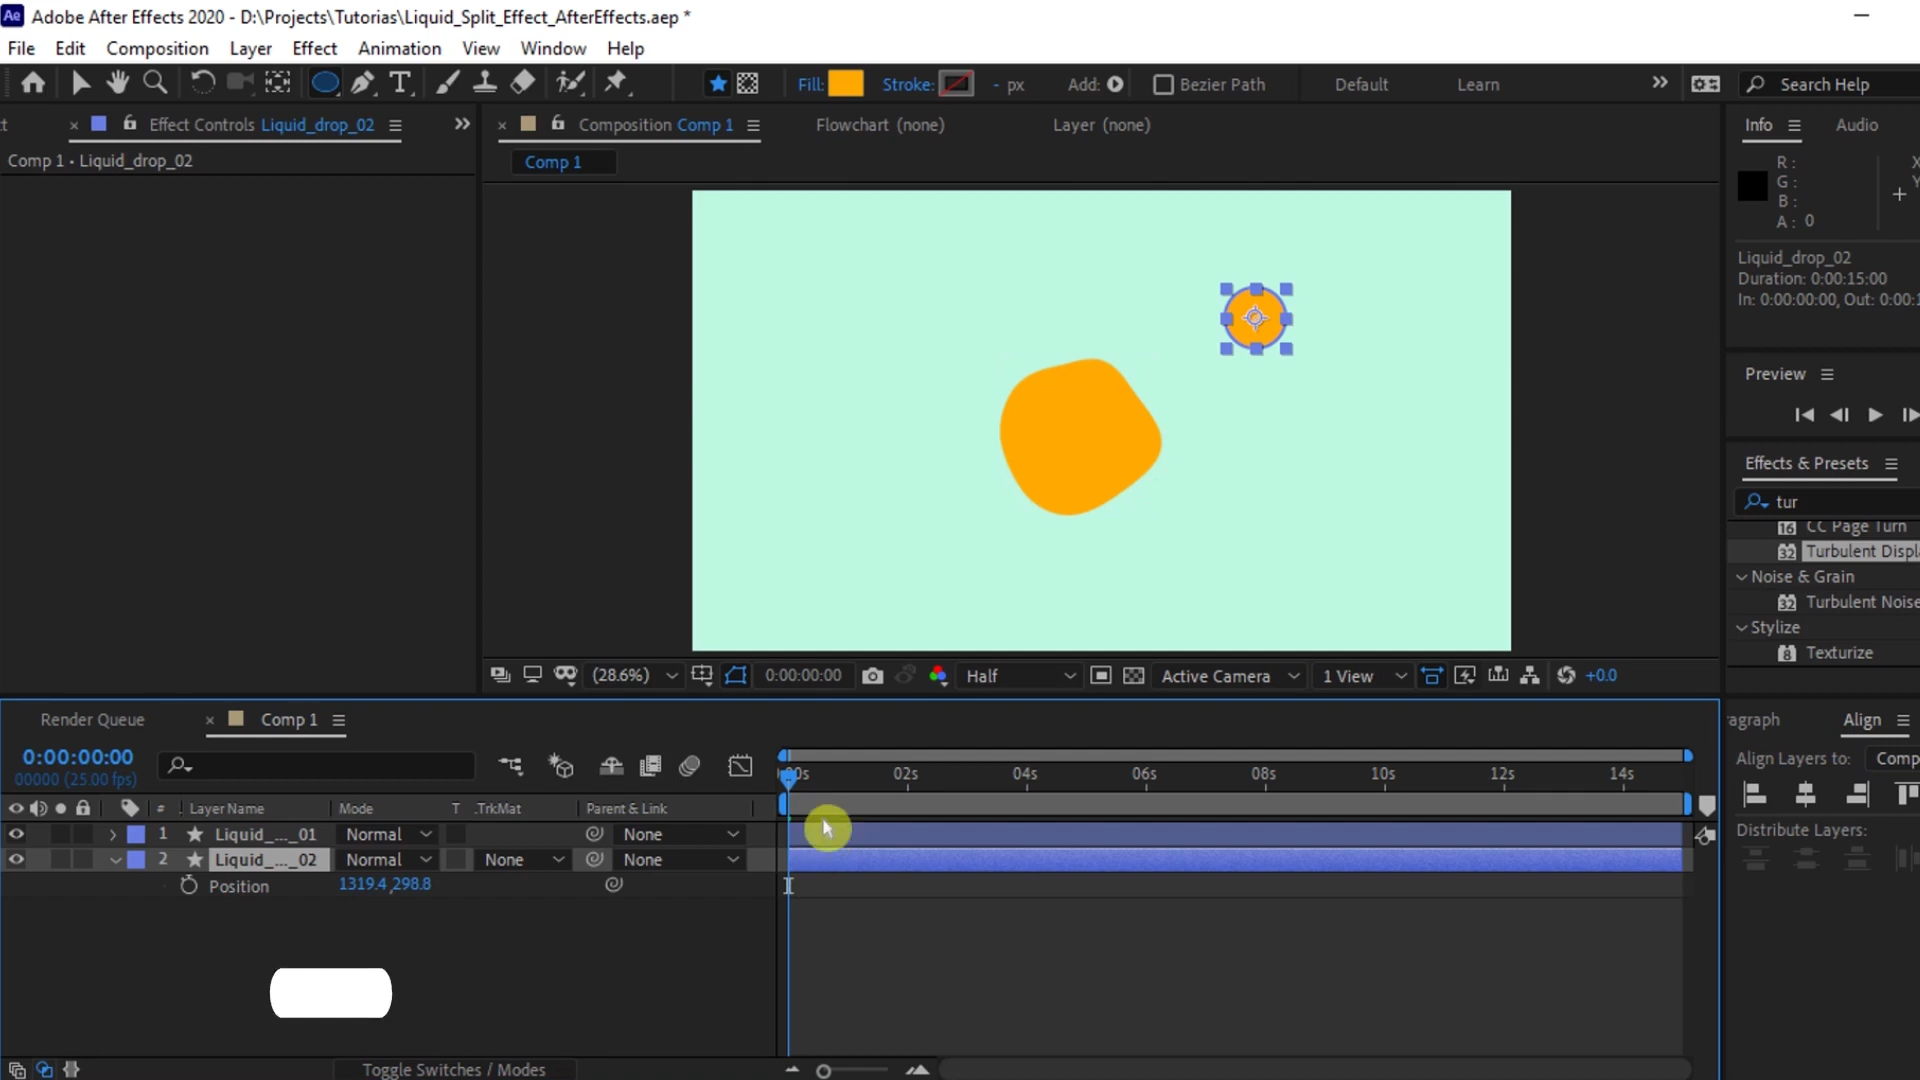 Ae Adobe After Effects 2020 - D:\Projects\Tutorias\Liquid_Split_Effect_AfterEffects.aep *
File Edit Composition Layer Effect Animation View Window Help
Fill: Stroke: - px Add: Bezier Path Default Learn Search Help
Effect Controls Liquid_drop_02
Composition Comp 1 Flowchart (none) Layer (none)
Info Audio
Comp 1 • Liquid_drop_02
Comp 1
R :
G :
B :
A : 0
X
Y
Liquid_drop_02
Duration: 0:00:15:00
In: 0:00:00:00, Out: 0:00:1
Preview
Effects & Presets
tur
16 CC Page Turn
32 Turbulent Displ
Noise & Grain
32 Turbulent Noise
Stylize
8 Texturize
(28.6%) 0:00:00:00 Half Active Camera 1 View +0.0
Render Queue Comp 1
agraph Align
0:00:00:00
00000 (25.00 fps)
Align Layers to: Comp
00s 02s 04s 06s 08s 10s 12s 14s
# Layer Name Mode T .TrkMat Parent & Link
1 Liquid_..._01 Normal None
Distribute Layers:
2 Liquid_..._02 Normal None None
Position 1319.4,298.8
Toggle Switches / Modes